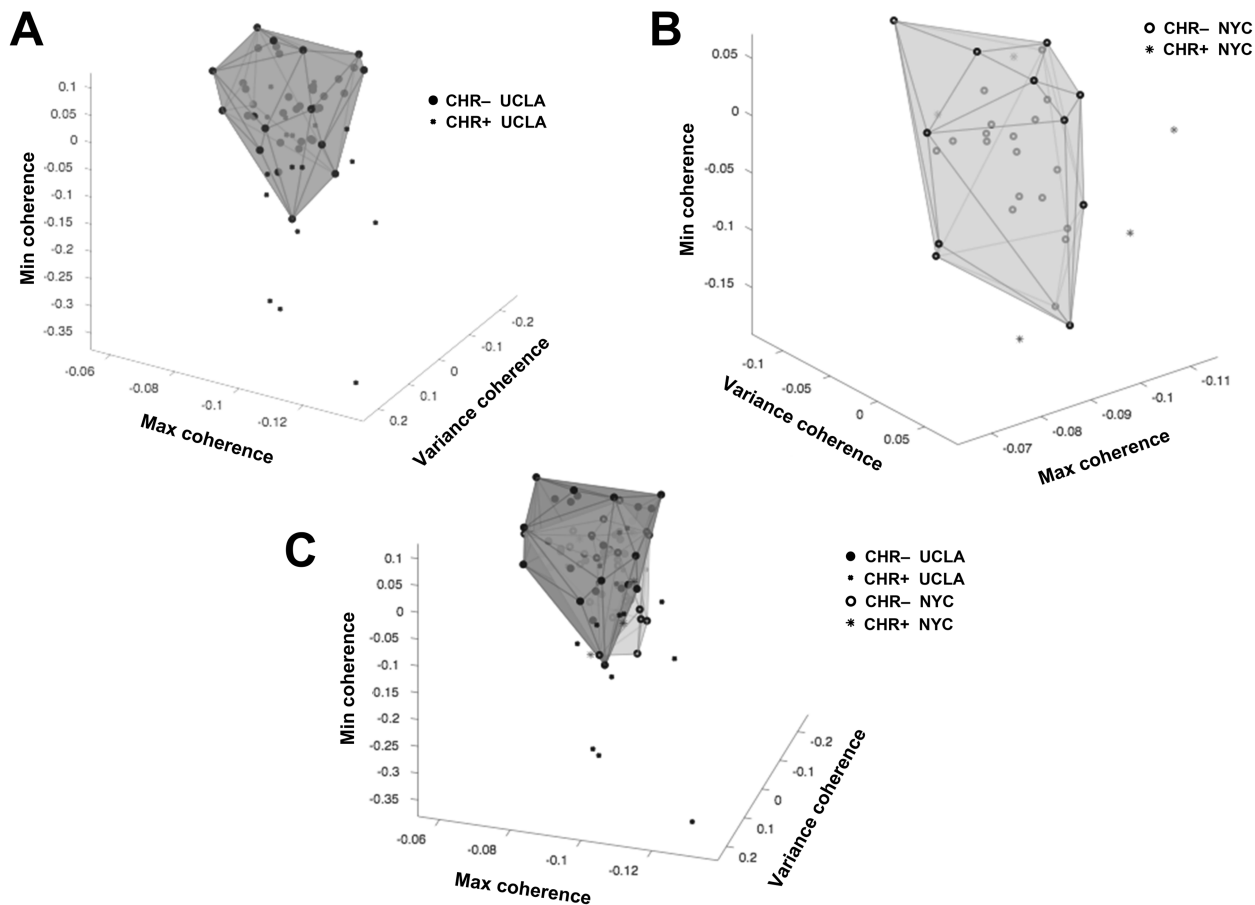 A
CHR– UCLA
CHR+ UCLA
0.1
0.05
0
-0.05
-0.1
-0.15
-0.2
-0.25
-0.3
-0.35
Min coherence
-0.06
-0.08
-0.1
-0.12
Max coherence
-0.2
-0.1
0
0.1
0.2
Variance coherence
B
CHR– NYC
CHR+ NYC
0.05
0
-0.05
-0.1
-0.15
Min coherence
-0.1
-0.05
0
0.05
Variance coherence
-0.11
-0.1
-0.09
-0.08
-0.07
Max coherence
C
CHR– UCLA
CHR+ UCLA
CHR– NYC
CHR+ NYC
0.1
0.05
0
-0.05
-0.1
-0.15
-0.2
-0.25
-0.3
-0.35
Min coherence
-0.06
-0.08
-0.1
-0.12
Max coherence
-0.2
-0.1
0
0.1
0.2
Variance coherence